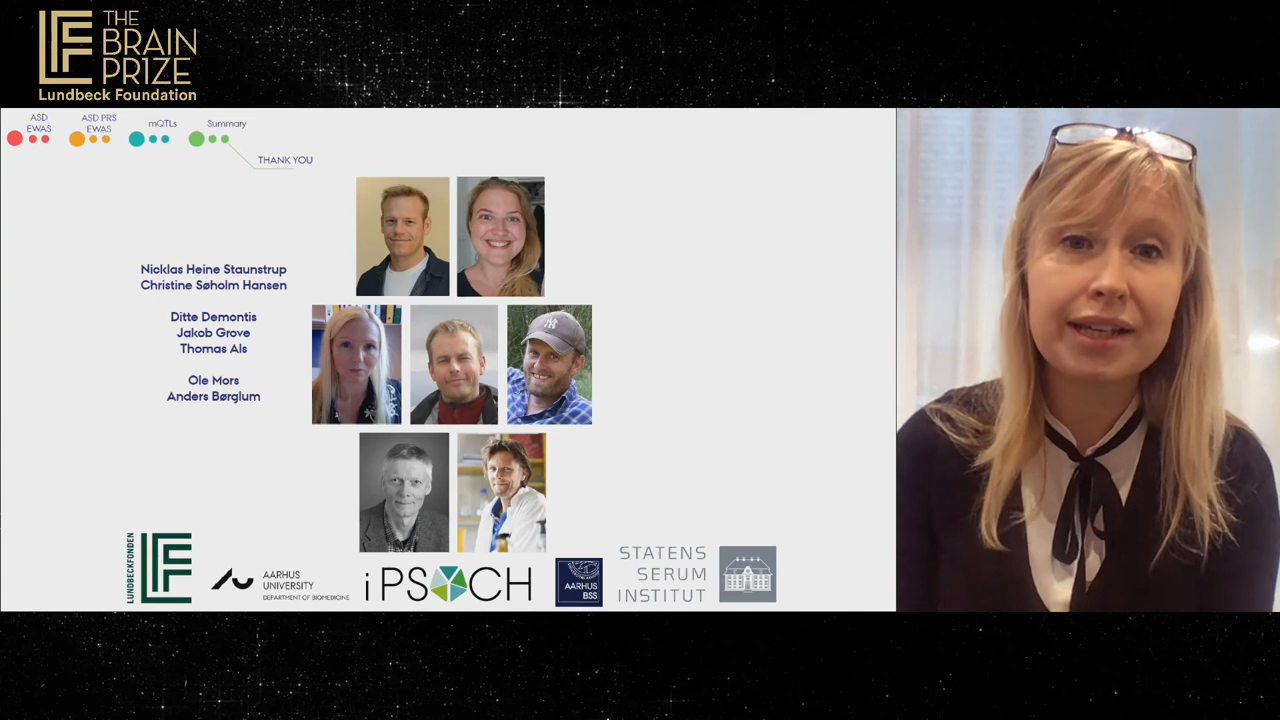 THE
BRAIN
PRIZE
Lundbeck Foundation
ASD
EWAS
ASD PRS
EWAS
mQTLs
Summary
THANK YOU
Nicklas Heine Staunstrup
Christine Søholm Hansen
Ditte Demontis
Jakob Grove
Thomas Als
Ole Mors
Anders Børglum
LUNDBECKFONDEN
AARHUS
UNIVERSITY
DEPARTMENT OF BIOMEDICINE
iPSYCH
AARHUS
BSS
STATENS
SERUM
INSTITUT